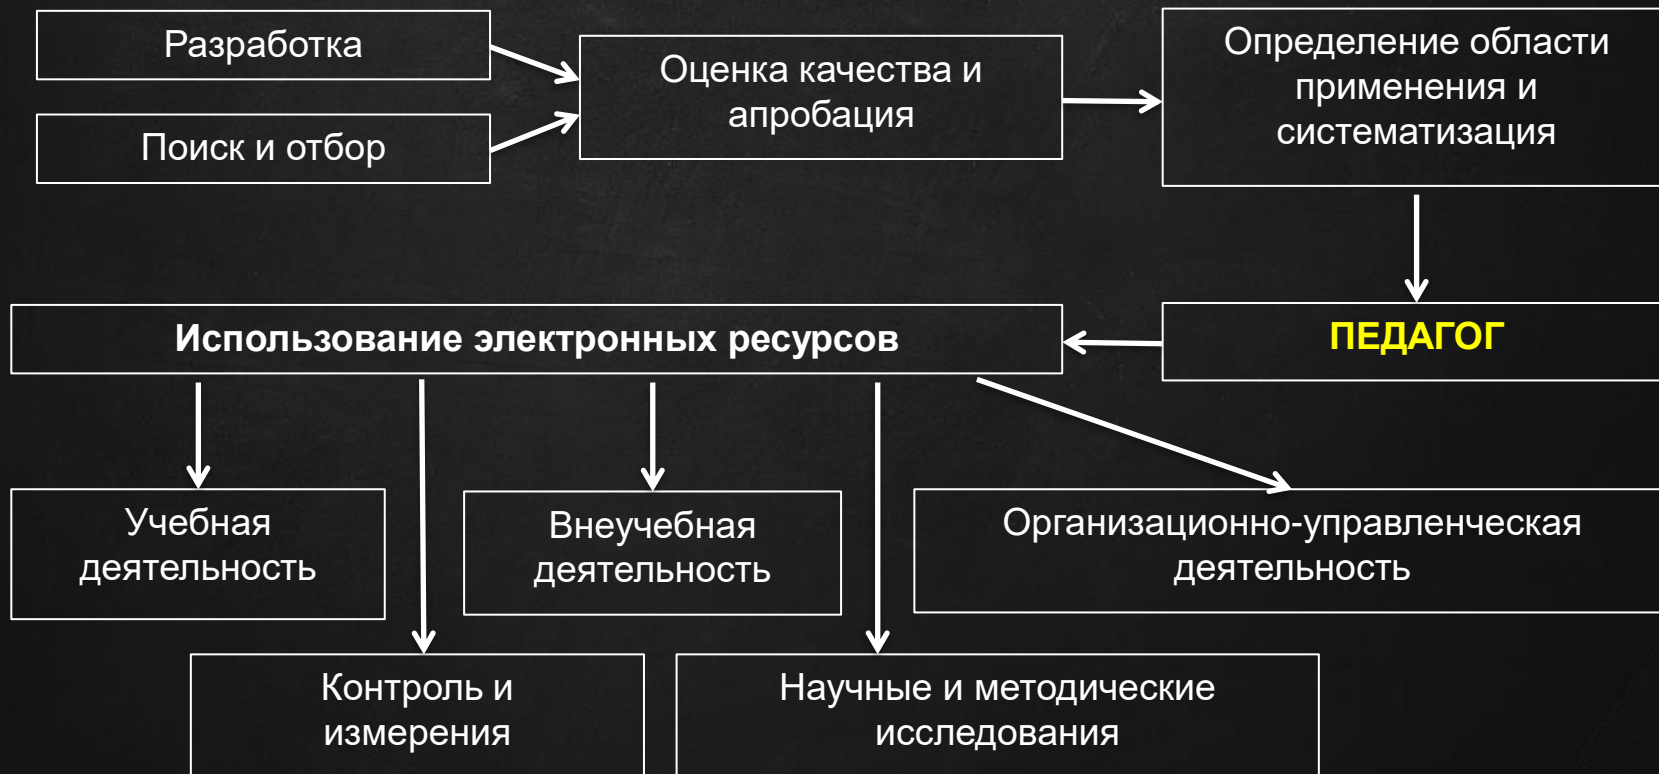 Разработка
Поиск и отбор
Оценка качества и
апробация
Определение области
применения и
систематизация
ПЕДАГОГ
Использование электронных ресурсов
Учебная
деятельность
Внеучебная
деятельность
Организационно-управленческая
деятельность
Контроль и
измерения
Научные и методические
исследования